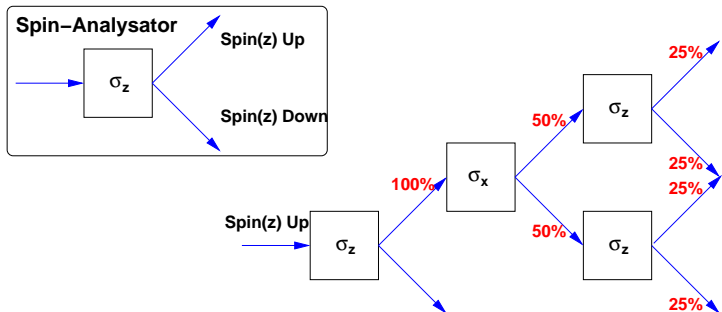 Spin−Analysator
σz
Spin(z) Up
Spin(z) Down
Spin(z) Up
σz
100%
σx
50%
50%
σz
25%
25%
σz
25%
25%